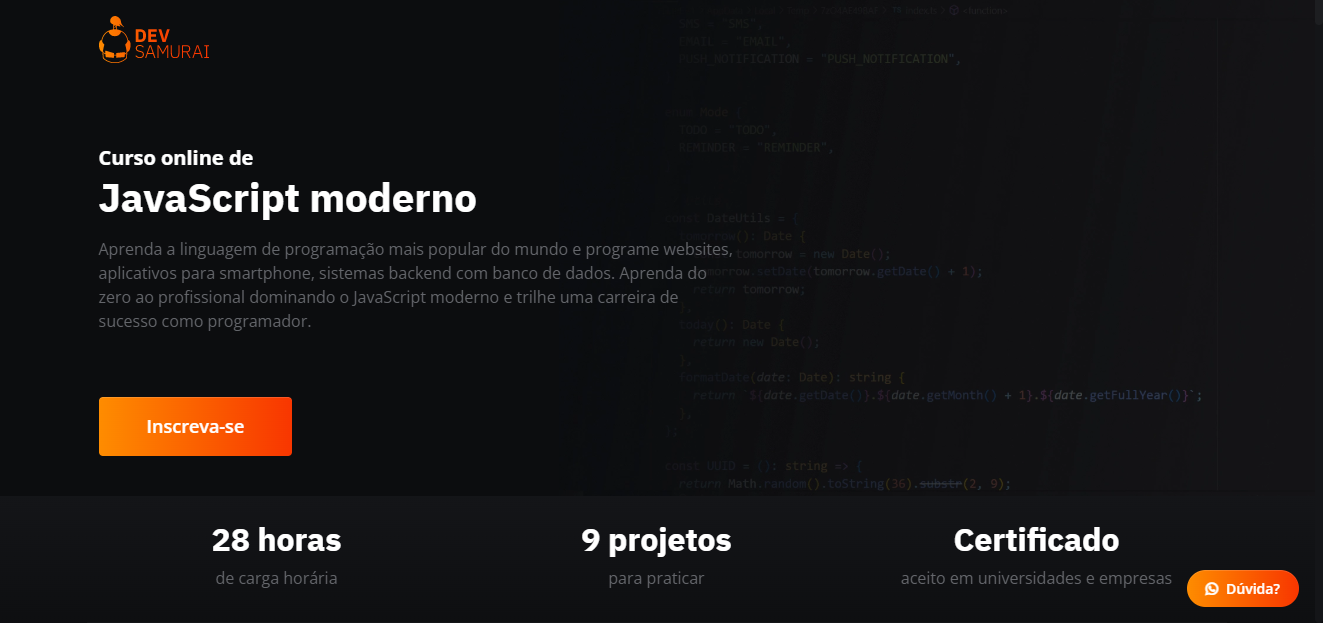 DEV
SAMURAI
SMS = "SMS",
EMAIL = "EMAIL",
PUSH_NOTIFICATION = "PUSH_NOTIFICATION",
Mode {
TODO = "TODO",
REMINDER = "REMINDER",
Curso online de
JavaScript moderno
Aprenda a linguagem de programação mais popular do mundo e programe websites,
aplicativos para smartphone, sistemas backend com banco de dados. Aprenda do
zero ao profissional dominando o JavaScript moderno e trilhe uma carreira de
sucesso como programador.
const DateUtils = {
tomorrow(): Date {
tomorrow = new Date();
tomorrow.setDate(tomorrow.getDate() + 1);
return tomorrow;
},
today(): Date {
return new Date();
},
formatDate(date: Date): string {
return `${date.getDate()}.${date.getMonth() + 1}.${date.getFullYear()}`;
},
};
const UUID = (): string => {
return Math.random().toString(36).substr(2, 9);
Inscreva-se
28 horas
de carga horária
9 projetos
para praticar
Certificado
aceito em universidades e empresas
Dúvida?